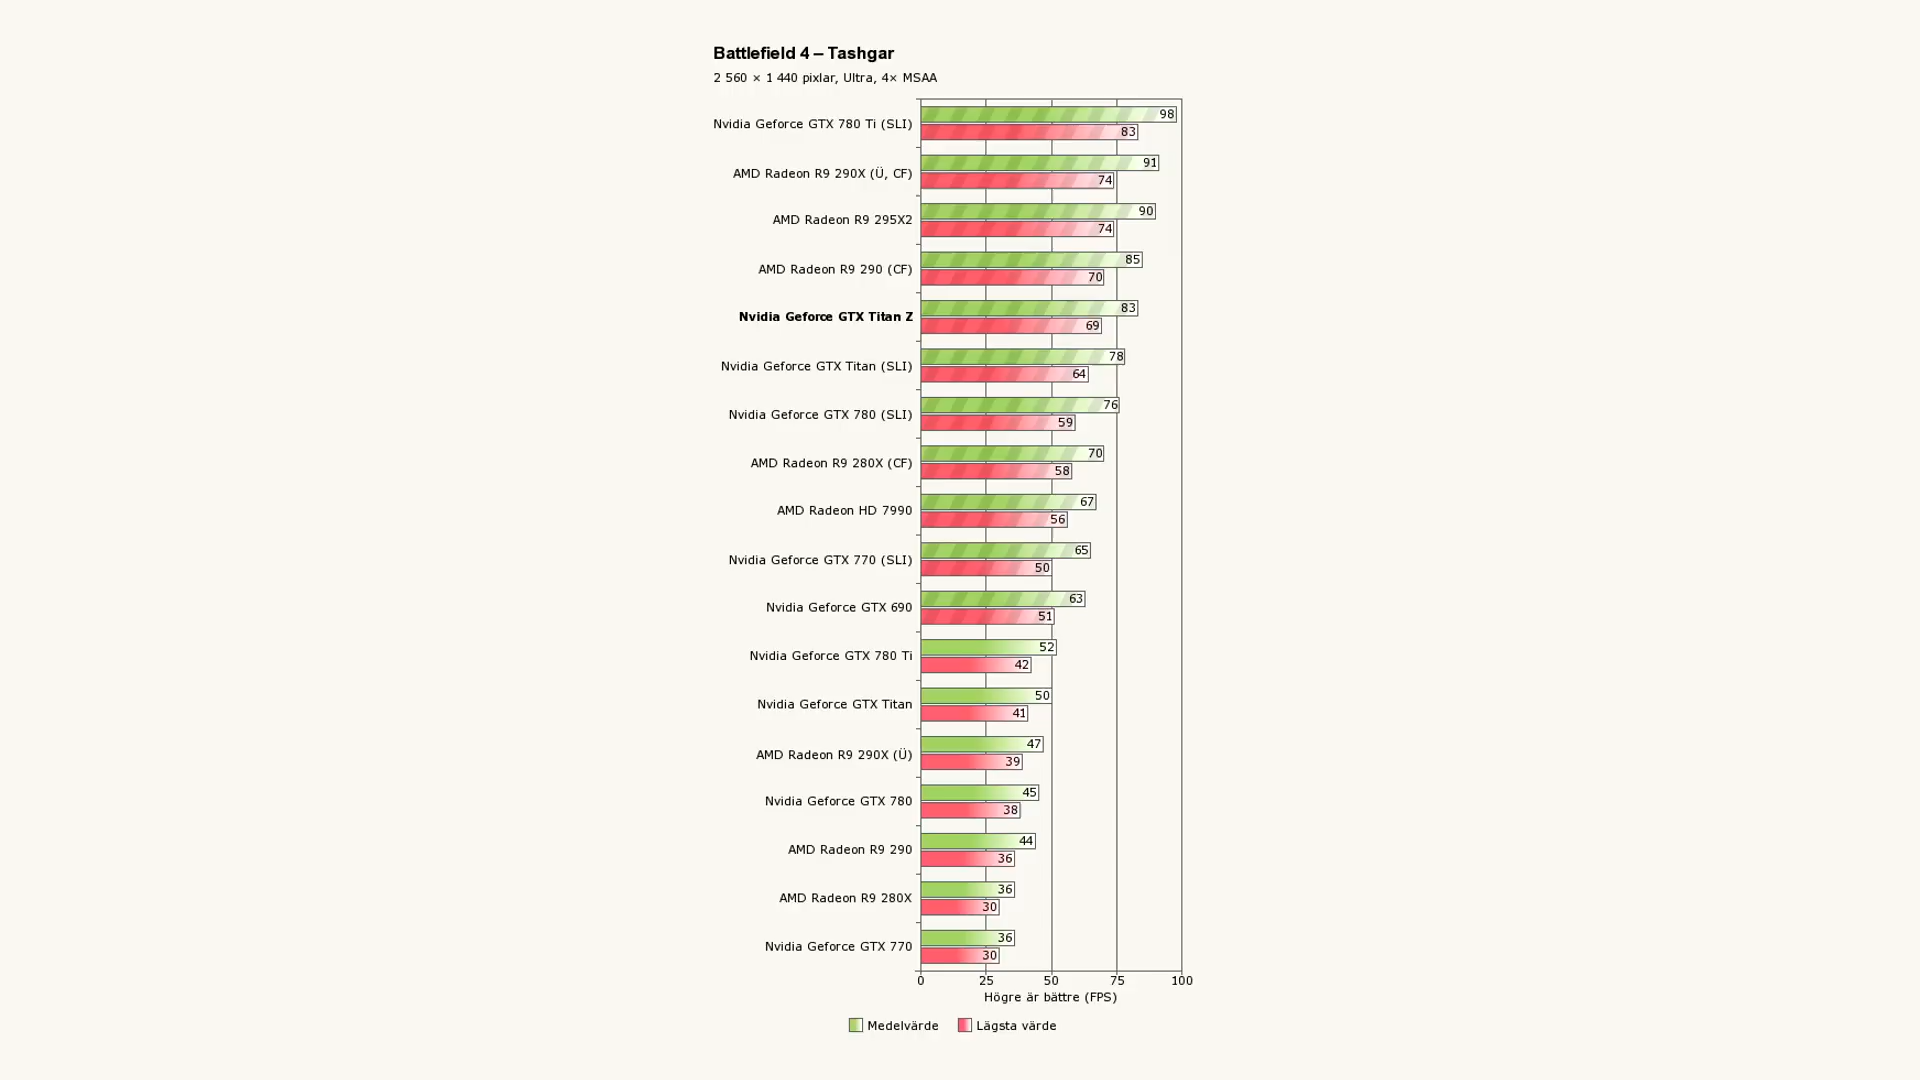 Battlefield 4 – Tashgar
2 560 × 1 440 pixlar, Ultra, 4× MSAA
Nvidia Geforce GTX 780 Ti (SLI) 98
83
AMD Radeon R9 290X (Ü, CF) 91
74
AMD Radeon R9 295X2 90
74
AMD Radeon R9 290 (CF) 85
70
Nvidia Geforce GTX Titan Z 83
69
Nvidia Geforce GTX Titan (SLI) 78
64
Nvidia Geforce GTX 780 (SLI) 76
59
AMD Radeon R9 280X (CF) 70
58
AMD Radeon HD 7990 67
56
Nvidia Geforce GTX 770 (SLI) 65
50
Nvidia Geforce GTX 690 63
51
Nvidia Geforce GTX 780 Ti 52
42
Nvidia Geforce GTX Titan 50
41
AMD Radeon R9 290X (Ü) 47
39
Nvidia Geforce GTX 780 45
38
AMD Radeon R9 290 44
36
AMD Radeon R9 280X 36
30
Nvidia Geforce GTX 770 36
30
0 25 50 75 100
Högre är bättre (FPS)
Medelvärde Lägsta värde